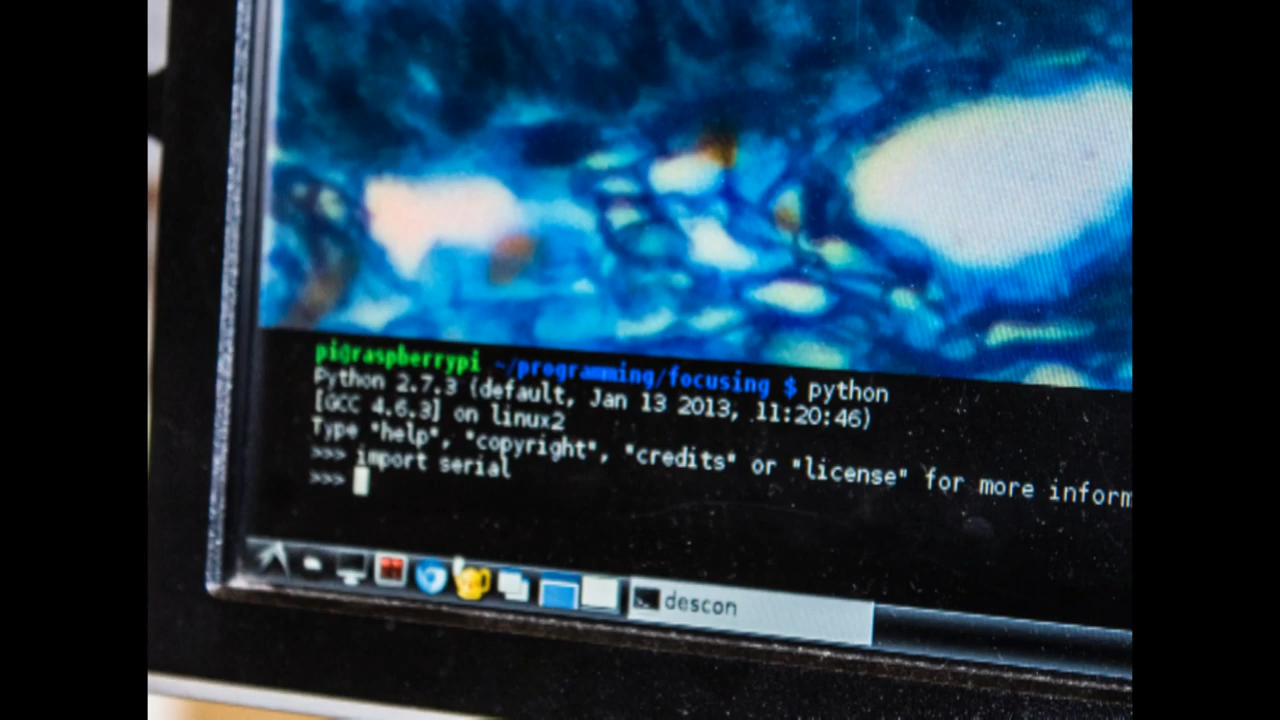 pi@raspberrypi ~/programming/focusing $ python
Python 2.7.3 (default, Jan 13 2013, 11:20:46)
[GCC 4.6.3] on linux2
Type "help", "copyright", "credits" or "license" for more inform
>>> import serial
>>>
descon